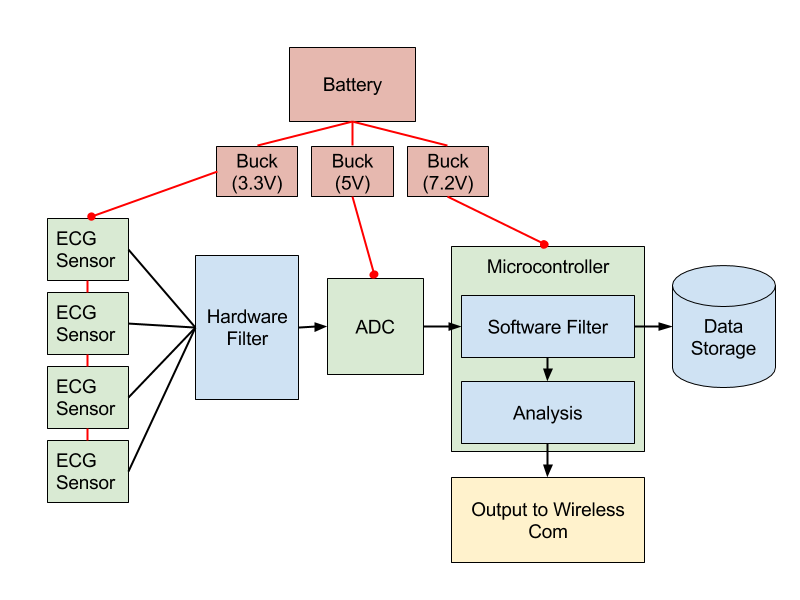 Battery
Buck
(3.3V)
Buck
(5V)
Buck
(7.2V)
ECG
Sensor
ECG
Sensor
ECG
Sensor
ECG
Sensor
Hardware
Filter
ADC
Microcontroller
Software Filter
Analysis
Data
Storage
Output to Wireless
Com